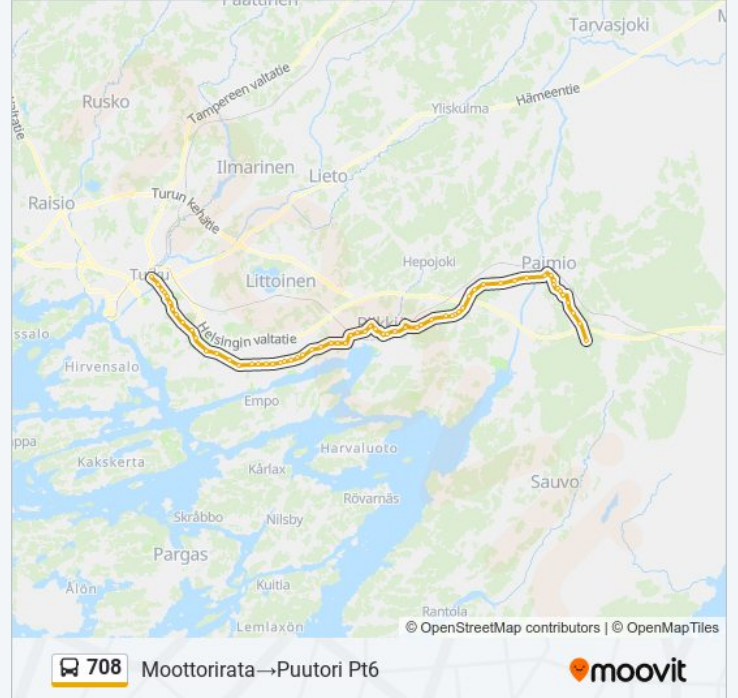 Paattinen
Tarvasjoki
Rusko
Tampereen valtatie
Yliskulma
Hämeentie
Ilmarinen
Lieto
Raisio
Turun kehätie
Hepojoki
Paimio
Turku
Littoinen
Helsingin valtatie
Hirvensalo
Empo
Harvaluoto
Kakskerta
Kårlax
Sauvo
Rövarnäs
Skråbbo
Nilsby
Pargas
Ålön
Kuitia
Rantola
Lemlaxön
© OpenStreetMap contributors | © OpenMapTiles
708 Moottorirata→Puutori Pt6
moovit